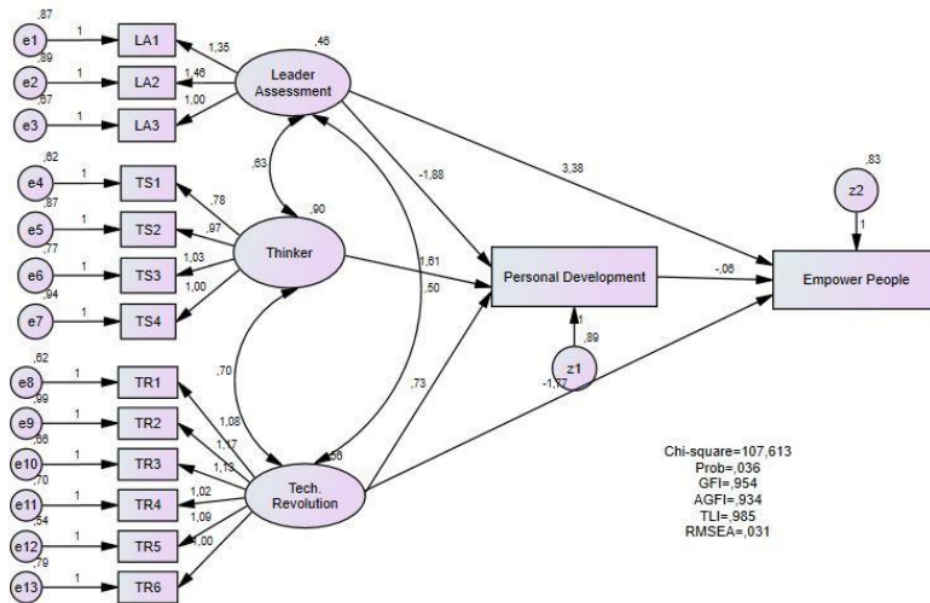 ,87
e1 1 LA1
1,35
,89
e2 1 LA2
1,46
,67
e3 1 LA3
1,00
,46
Leader
Assessment
,63
,62
e4 1 TS1
,78
,87
e5 1 TS2
,97
,77
e6 1 TS3
1,03
,94
e7 1 TS4
1,00
,90
Thinker
-1,88
3,38
1,61
,50
,83
z2
1
Personal Development
-,06
Empower People
1
,89
z1
,70
,73
-1,77
,62
e8 1 TR1
1,08
,99
e9 1 TR2
1,17
,66
e10 1 TR3
1,13
,70
e11 1 TR4
1,02
,54
e12 1 TR5
1,09
,79
e13 1 TR6
1,00
,58
Tech.
Revolution
Chi-square=107,613
Prob=,036
GFI=,954
AGFI=,934
TLI=,985
RMSEA=,031